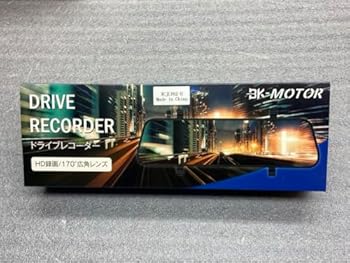 BK-MOTOR
Made in China
DRIVE
RECORDER
ドライブレコーダー
HD録画/170°広角レンズ